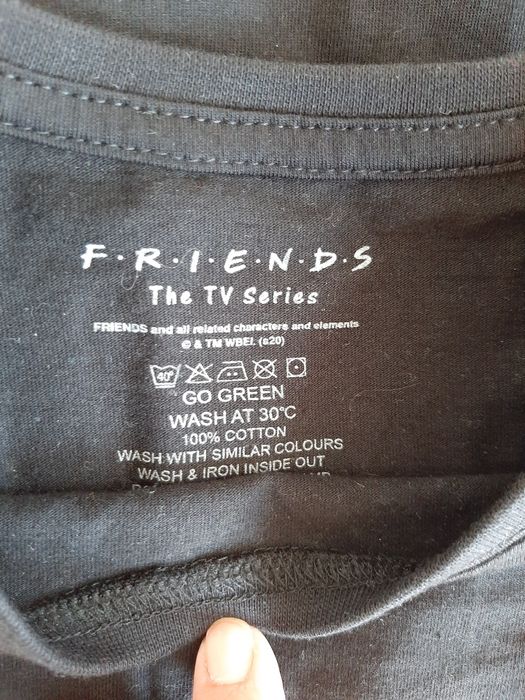 F·R·I·E·N·D·S
The TV Series
FRIENDS and all related characters and elements
© & TM WBEI. (s20)
40°
GO GREEN
WASH AT 30°C
100% COTTON
WASH WITH SIMILAR COLOURS
WASH & IRON INSIDE OUT